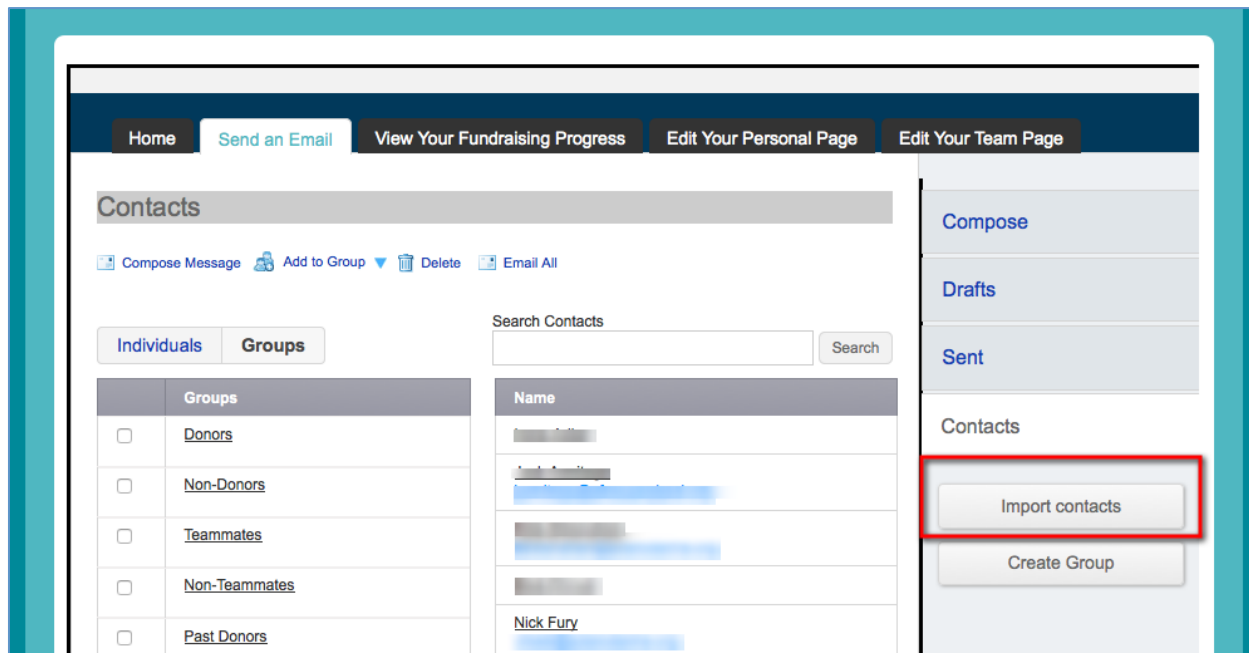 Home Send an Email View Your Fundraising Progress Edit Your Personal Page Edit Your Team Page
Contacts
Compose Message Add to Group Delete Email All
Search Contacts
Individuals Groups Search
Groups Name
Donors
Non-Donors
Teammates
Non-Teammates
Past Donors
Nick Fury
Compose
Drafts
Sent
Contacts
Import contacts
Create Group